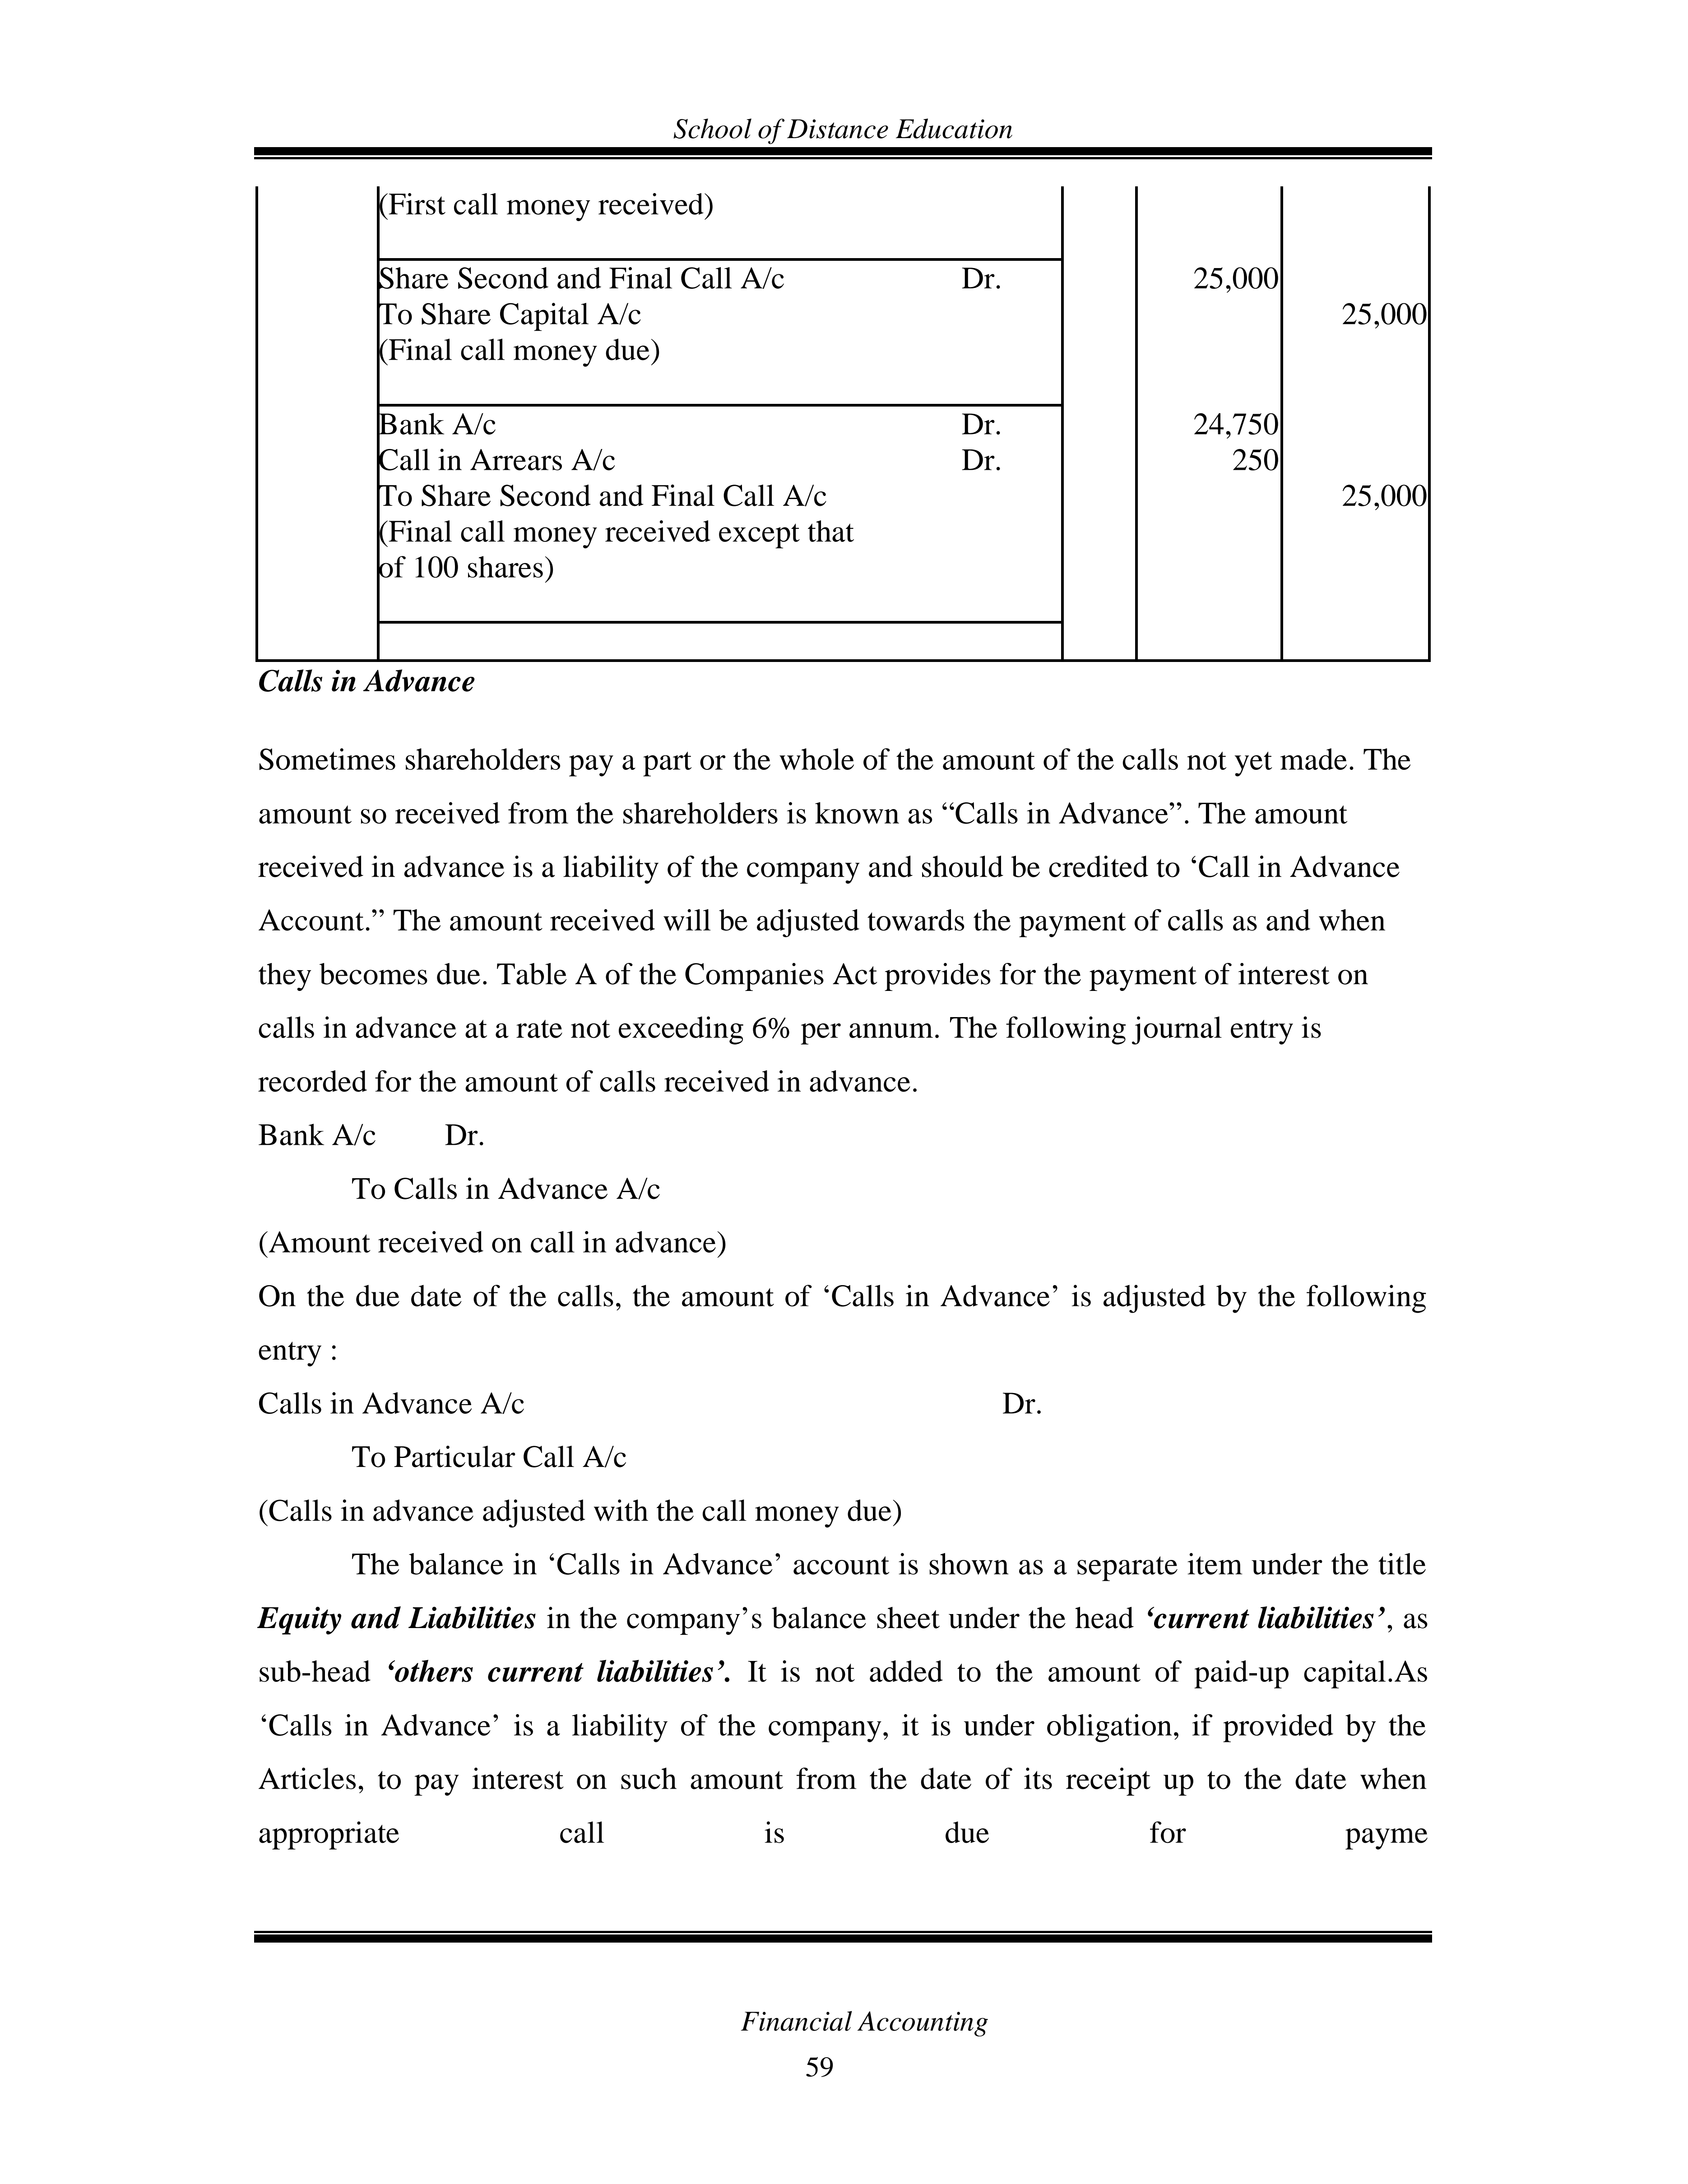 School of Distance Education
(First call money received)
Share Second and Final Call A/c Dr. 25,000
To Share Capital A/c 25,000
(Final call money due)
Bank A/c Dr. 24,750
Call in Arrears A/c Dr. 250
To Share Second and Final Call A/c 25,000
(Final call money received except that
of 100 shares)
Calls in Advance
Sometimes shareholders pay a part or the whole of the amount of the calls not yet made. The
amount so received from the shareholders is known as “Calls in Advance”. The amount
received in advance is a liability of the company and should be credited to ‘Call in Advance
Account.” The amount received will be adjusted towards the payment of calls as and when
they becomes due. Table A of the Companies Act provides for the payment of interest on
calls in advance at a rate not exceeding 6% per annum. The following journal entry is
recorded for the amount of calls received in advance.
Bank A/c Dr.
To Calls in Advance A/c
(Amount received on call in advance)
On the due date of the calls, the amount of ‘Calls in Advance’ is adjusted by the following
entry :
Calls in Advance A/c Dr.
To Particular Call A/c
(Calls in advance adjusted with the call money due)
The balance in ‘Calls in Advance’ account is shown as a separate item under the title
Equity and Liabilities in the company’s balance sheet under the head ‘current liabilities’, as
sub-head ‘others current liabilities’. It is not added to the amount of paid-up capital.As
‘Calls in Advance’ is a liability of the company, it is under obligation, if provided by the
Articles, to pay interest on such amount from the date of its receipt up to the date when
appropriate call is due for payme
Financial Accounting
59